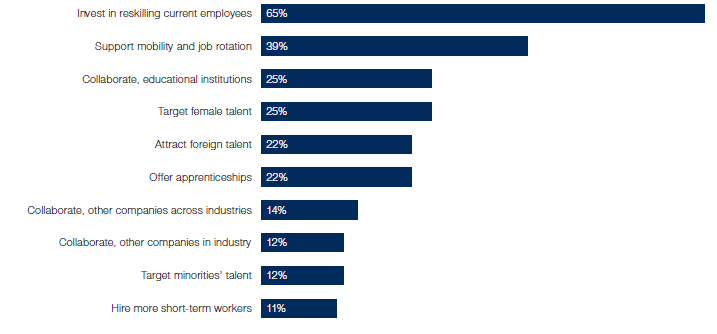 Invest in reskilling current employees 65%
Support mobility and job rotation 39%
Collaborate, educational institutions 25%
Target female talent 25%
Attract foreign talent 22%
Offer apprenticeships 22%
Collaborate, other companies across industries 14%
Collaborate, other companies in industry 12%
Target minorities’ talent 12%
Hire more short-term workers 11%